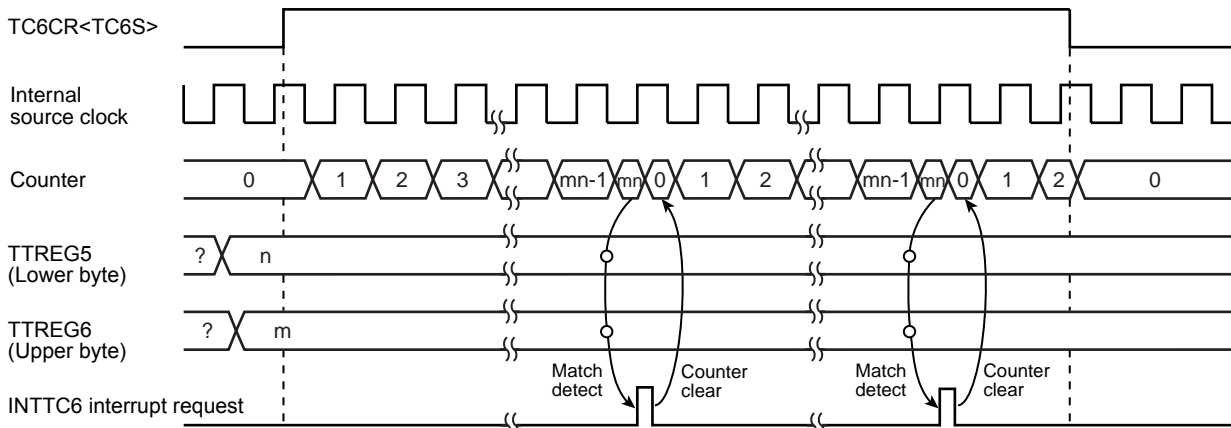 TC6CR<TC6S>
Internal
source clock
Counter
0 1 2 3 mn-1 mn 0 1 2 mn-1 mn 0 1 2 0
TTREG5
(Lower byte)
? n
TTREG6
(Upper byte)
? m
Match
detect
Counter
clear
Match
detect
Counter
clear
INTTC6 interrupt request